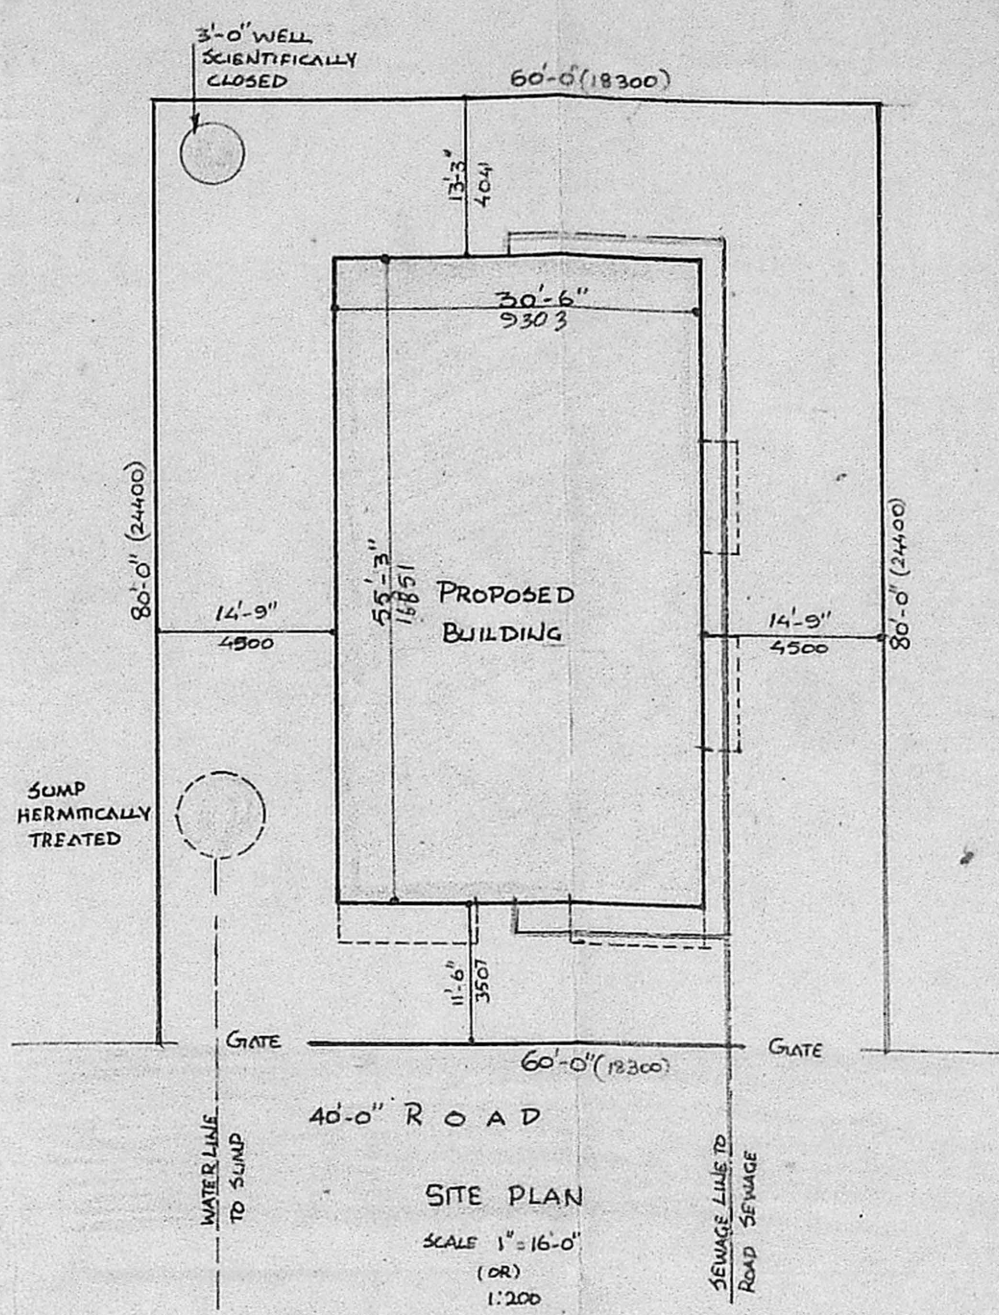 3'-0" WELL
SCIENTIFICALLY
CLOSED
60'-0"(18300)
13'-3"
4041
30'-6"
9303
80'-0" (24400)
55'-3"
16851
PROPOSED
BUILDING
14'-9"
4500
14'-9"
4500
80'-0" (24400)
SUMP
HERMITICALLY
TREATED
11'-6"
3507
GATE
GATE
60'-0"(18300)
40'-0" ROAD
WATER LINE
TO SUMP
SITE PLAN
SCALE 1"=16'-0"
(OR)
1:200
SEWAGE LINE TO
ROAD SEWAGE